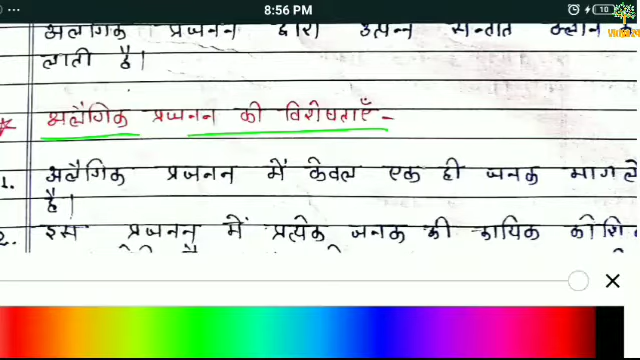 8:56 PM
अलैंगिक प्रजनन द्वारा उत्पन्न सन्तति क्लोन
लाती है।
अलैंगिक प्रजनन की विशेषताएँ-
1. अलैंगिक प्रजनन में केवल एक ही जनक भाग ले
है।
2. इस प्रजनन में प्रत्येक जनक की कायिक कोशि